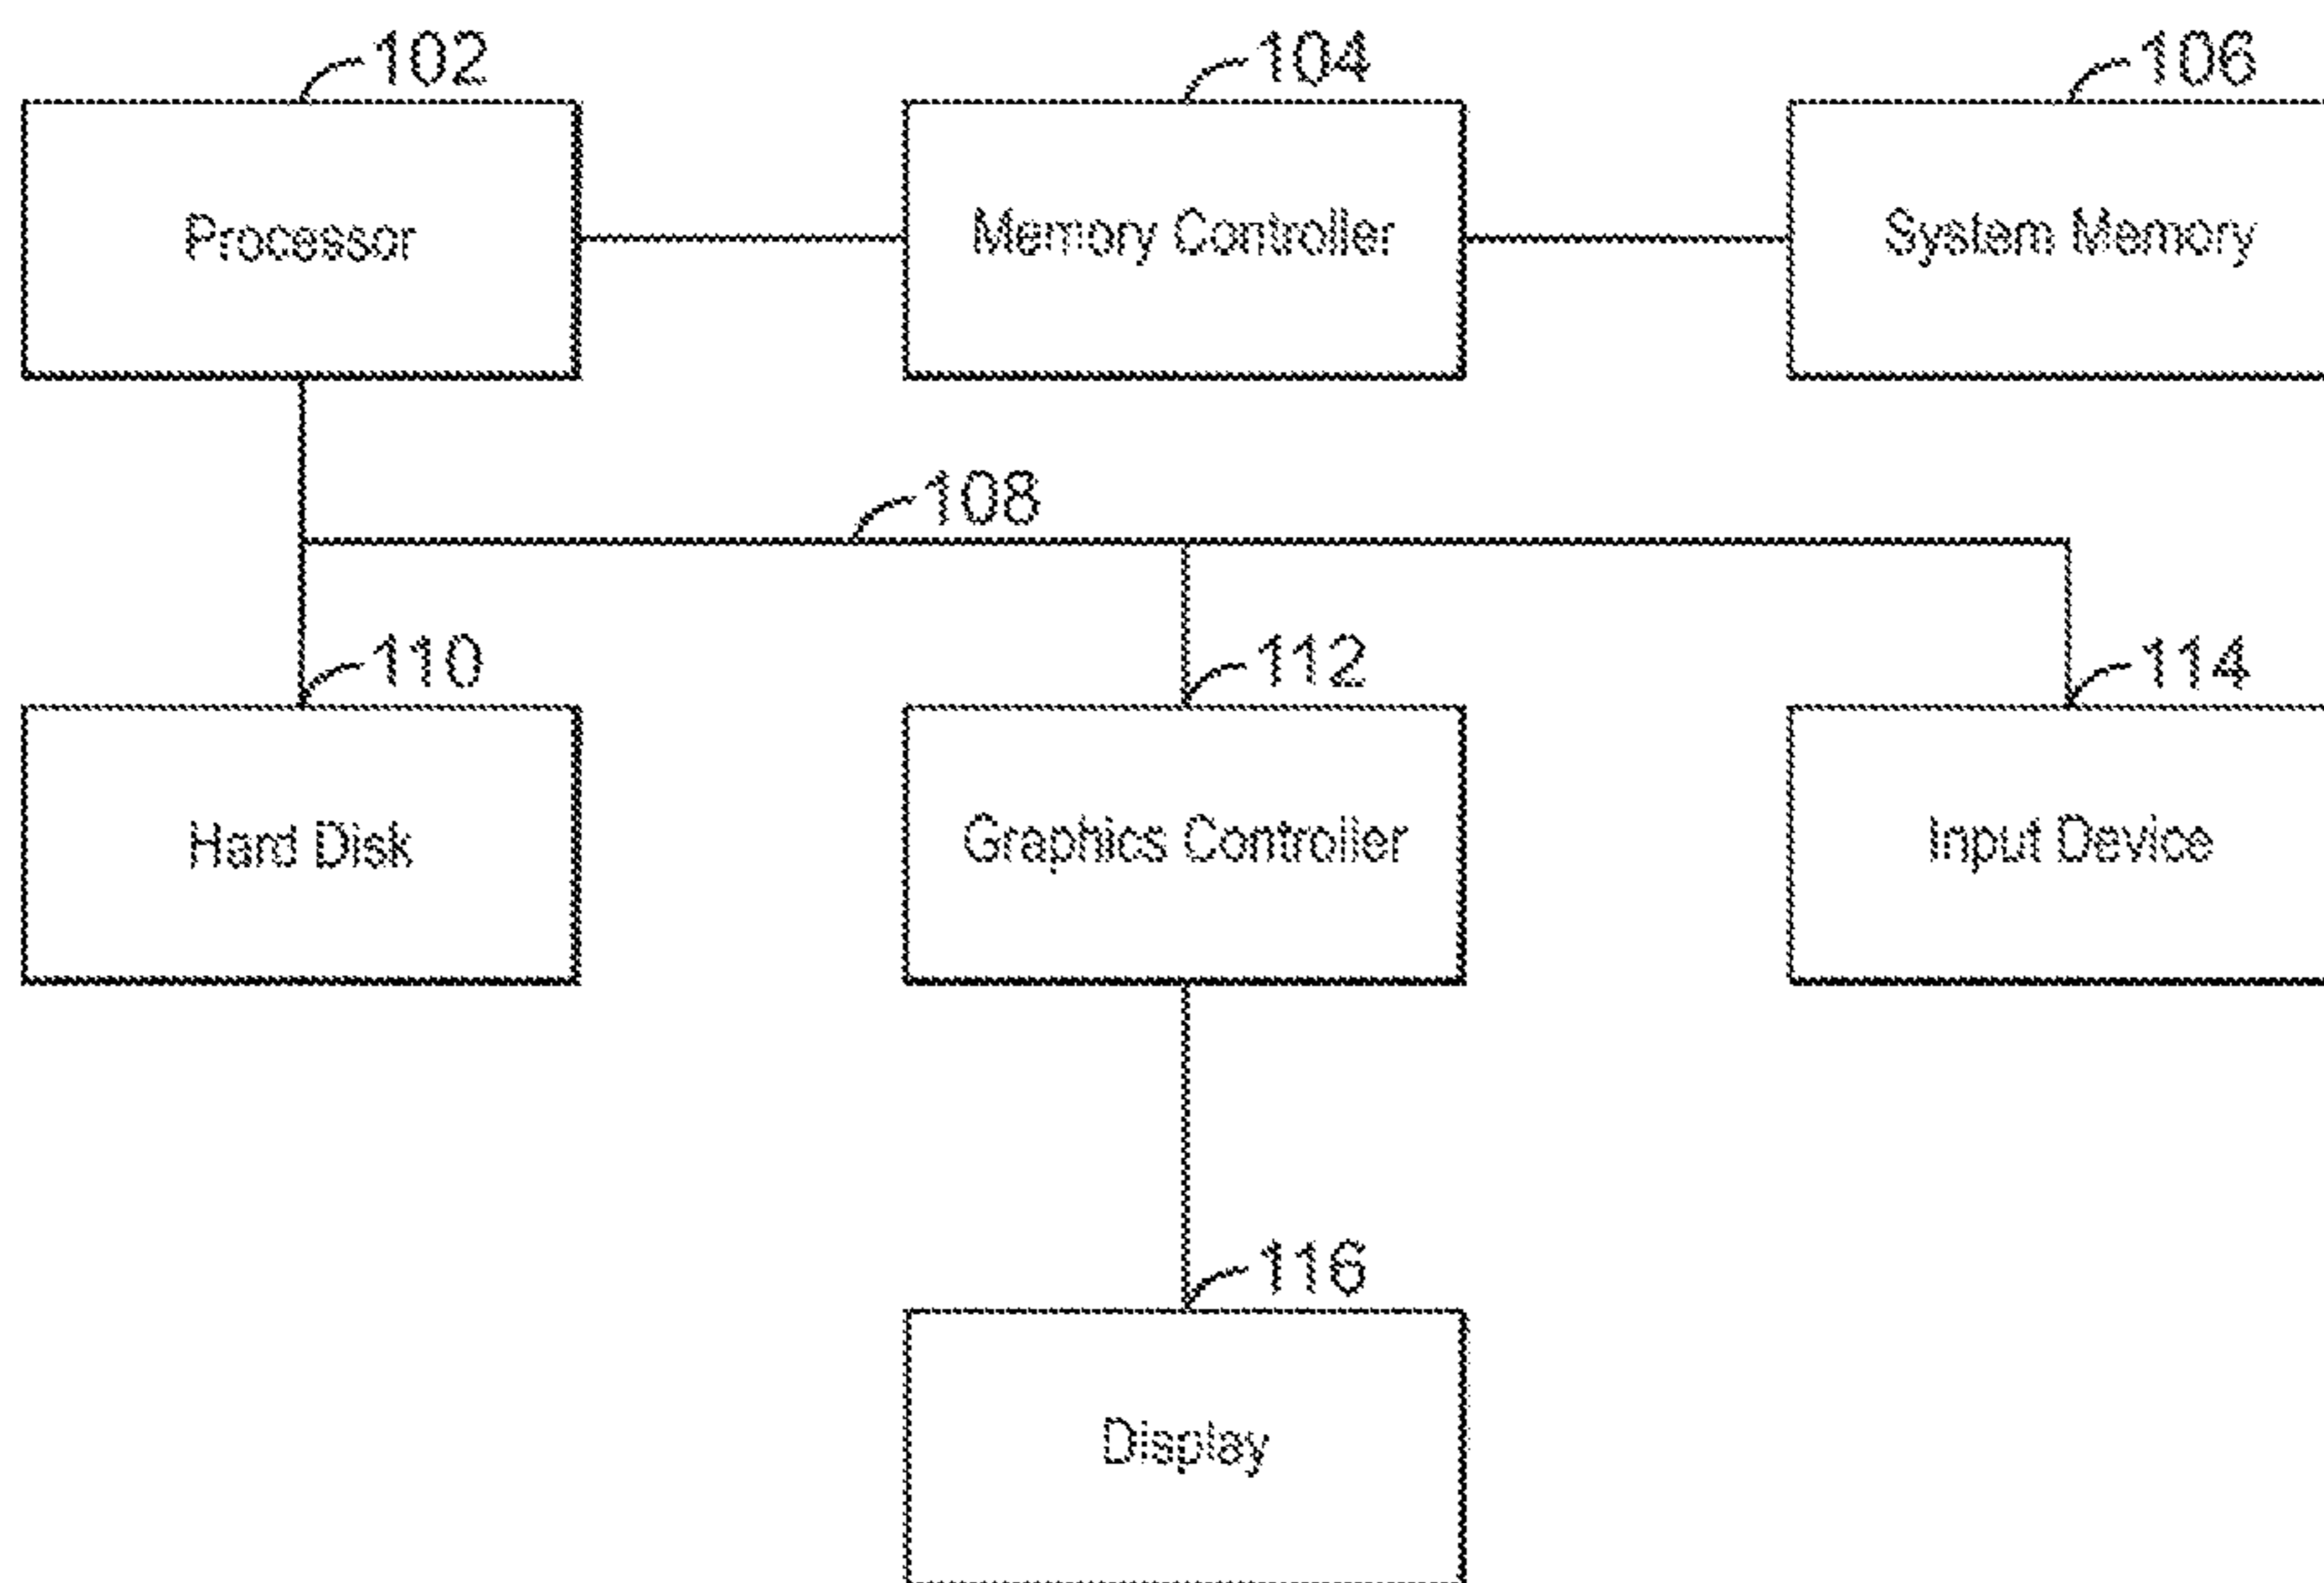 102
104
106
Processor
Memory Controller
System Memory
108
110
112
114
Hard Disk
Graphics Controller
Input Device
116
Display